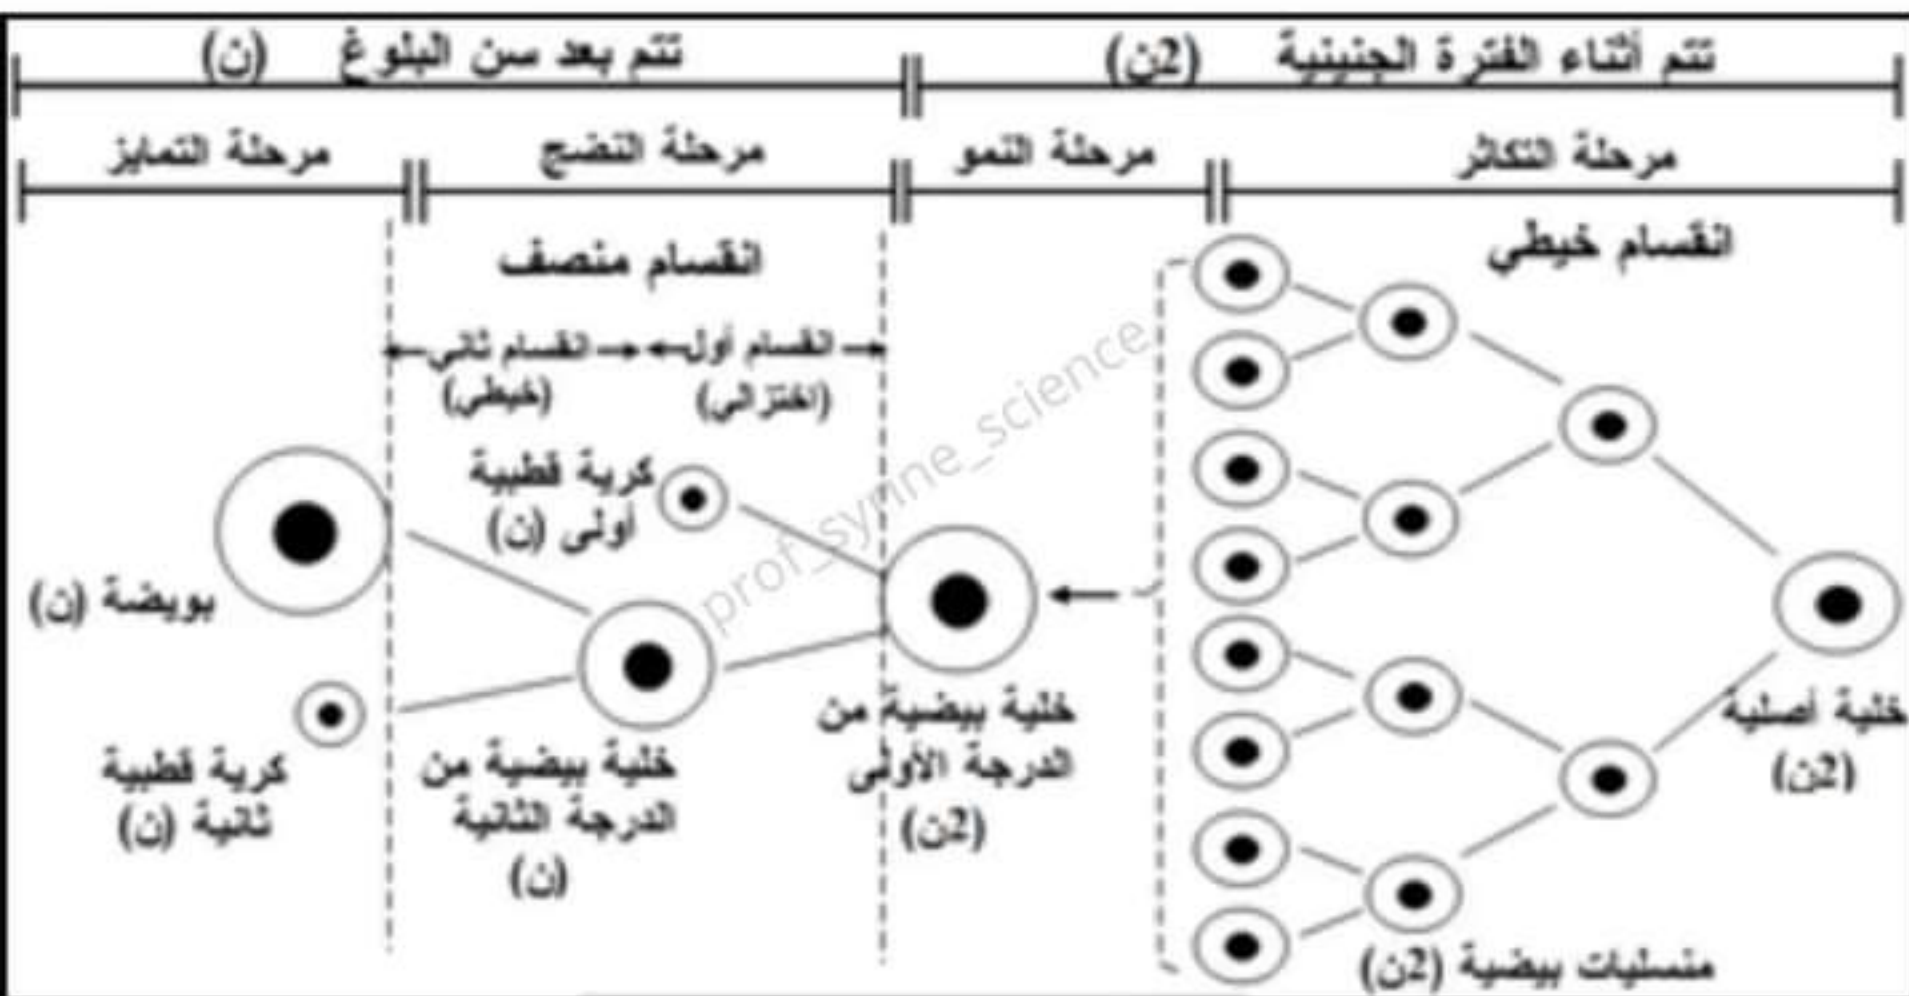 تتم أثناء الفترة الجنينية (2ن)
تتم بعد سن البلوغ (ن)
مرحلة التكاثر
مرحلة النمو
مرحلة النضج
مرحلة التمايز
انقسام خيطي
انقسام منصف
انقسام أول
(اختزالي)
انقسام ثاني
(خيطي)
خلية أصلية
(2ن)
منسليات بيضية (2ن)
خلية بيضية من
الدرجة الأولى
(2ن)
كرية قطبية
أولى (ن)
خلية بيضية من
الدرجة الثانية
(ن)
بويضة (ن)
كرية قطبية
ثانية (ن)
prof_synne_science